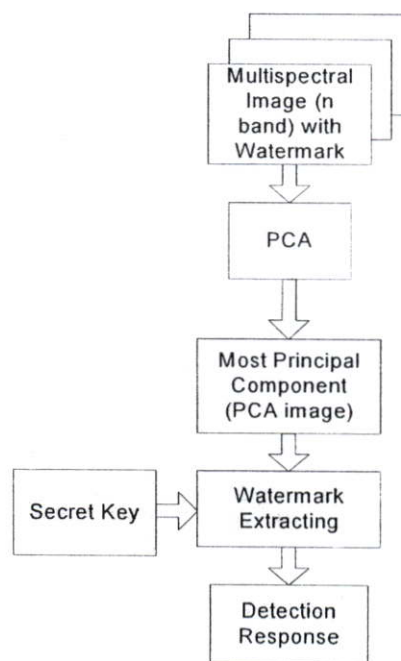 Multispectral
Image (n
band) with
Watermark
PCA
Most Principal
Component
(PCA image)
Secret Key
Watermark
Extracting
Detection
Response